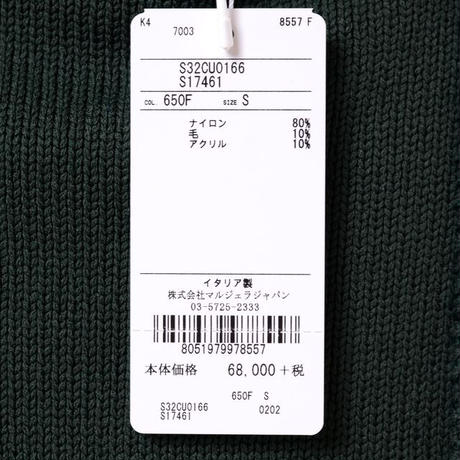 K4 7003 8557 F
S32CU0166
S17461
COL. 650F SIZE S
ナイロン 80%
毛 10%
アクリル 10%
イタリア製
株式会社マルジェラジャパン
03-5725-2333
8051979978557
本体価格 68,000 +税
650F S
S32CU0166
S17461 0202